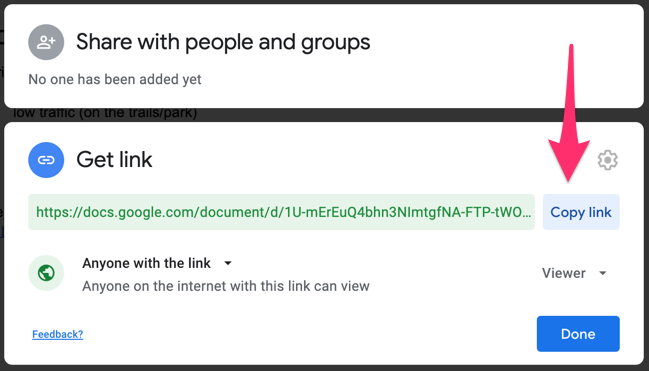 Share with people and groups
No one has been added yet
low traffic (on the trails/park)
Get link
https://docs.google.com/document/d/1U-mErEuQ4bhn3NImtgfNA-FTP-tWO...
Copy link
Anyone with the link
Anyone on the internet with this link can view
Viewer
Feedback?
Done